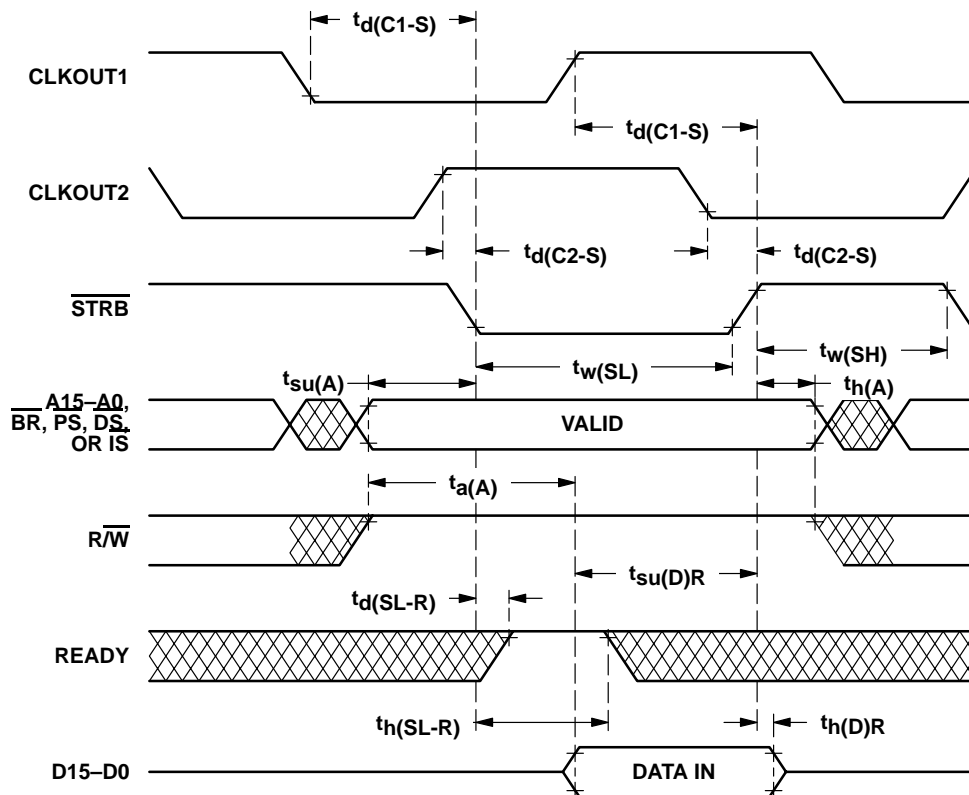 td(C1-S)
CLKOUT1
td(C1-S)
CLKOUT2
td(C2-S)
td(C2-S)
STRB
tw(SH)
tw(SL)
tsu(A)
th(A)
A15–A0,
BR, PS, DS,
OR IS
VALID
ta(A)
R/W
tsu(D)R
td(SL-R)
READY
th(SL-R)
th(D)R
D15–D0
DATA IN